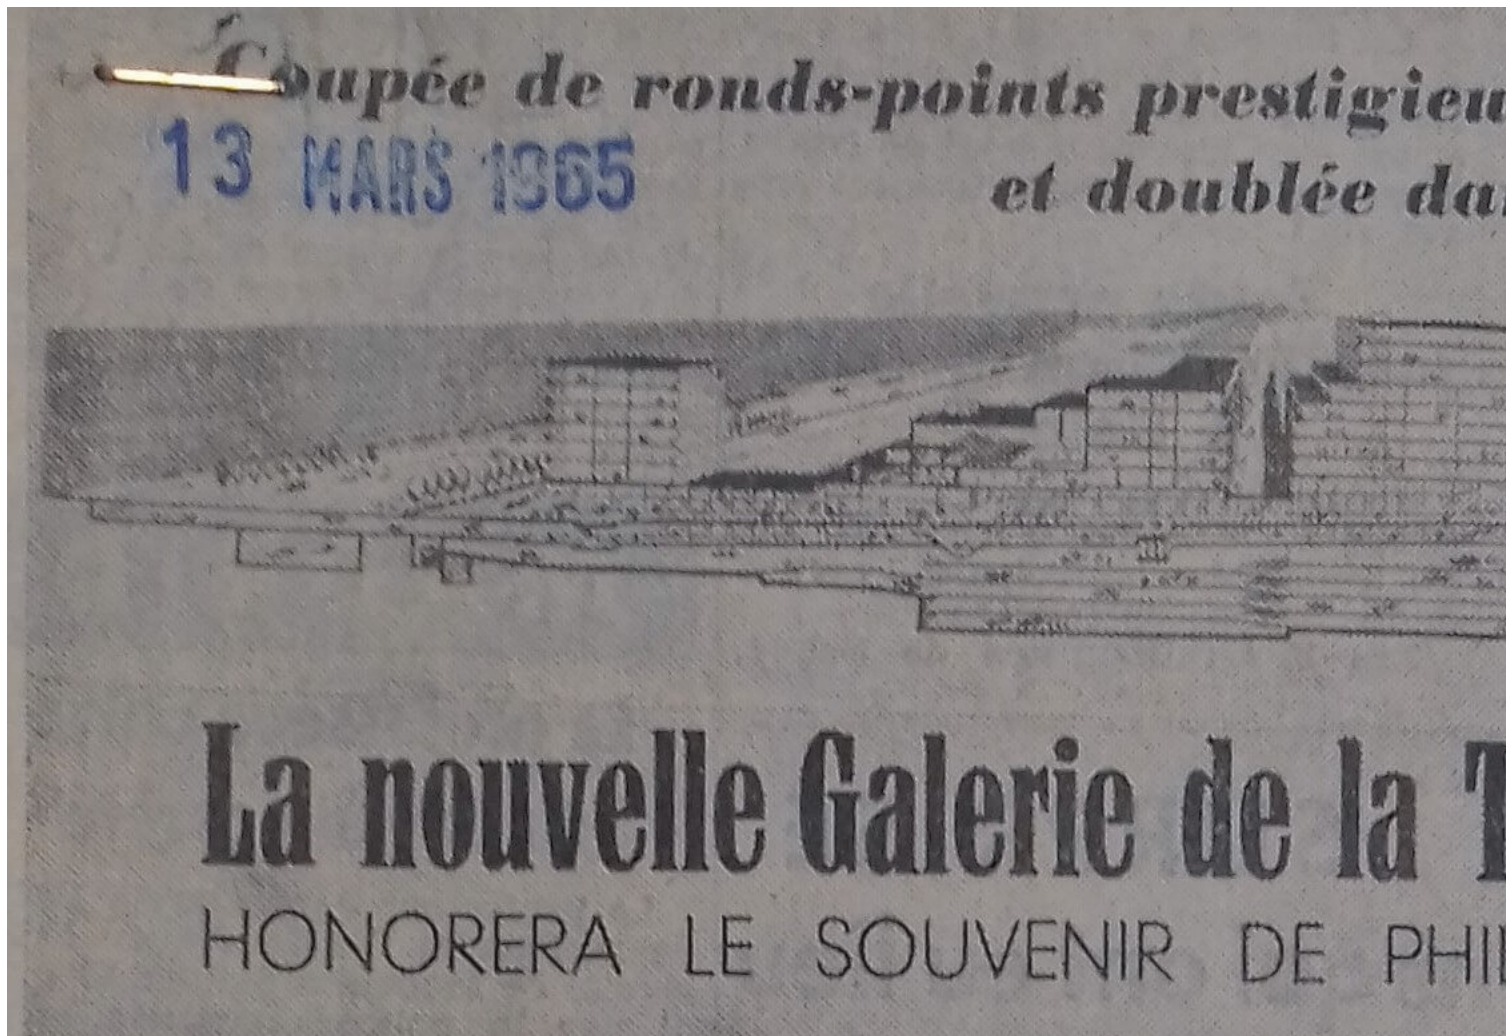 Coupée de ronds-points prestigieu
13 MARS 1965
et doublée da
La nouvelle Galerie de la T
HONORERA LE SOUVENIR DE PHIL